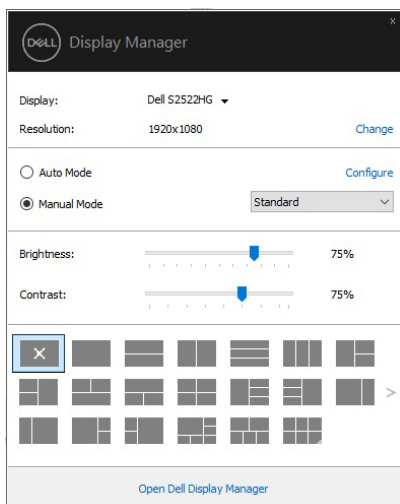 x
DELL Display Manager
Display: Dell S2522HG
Resolution: 1920x1080 Change
Auto Mode Configure
Manual Mode Standard
Brightness: 75%
Contrast: 75%
Open Dell Display Manager